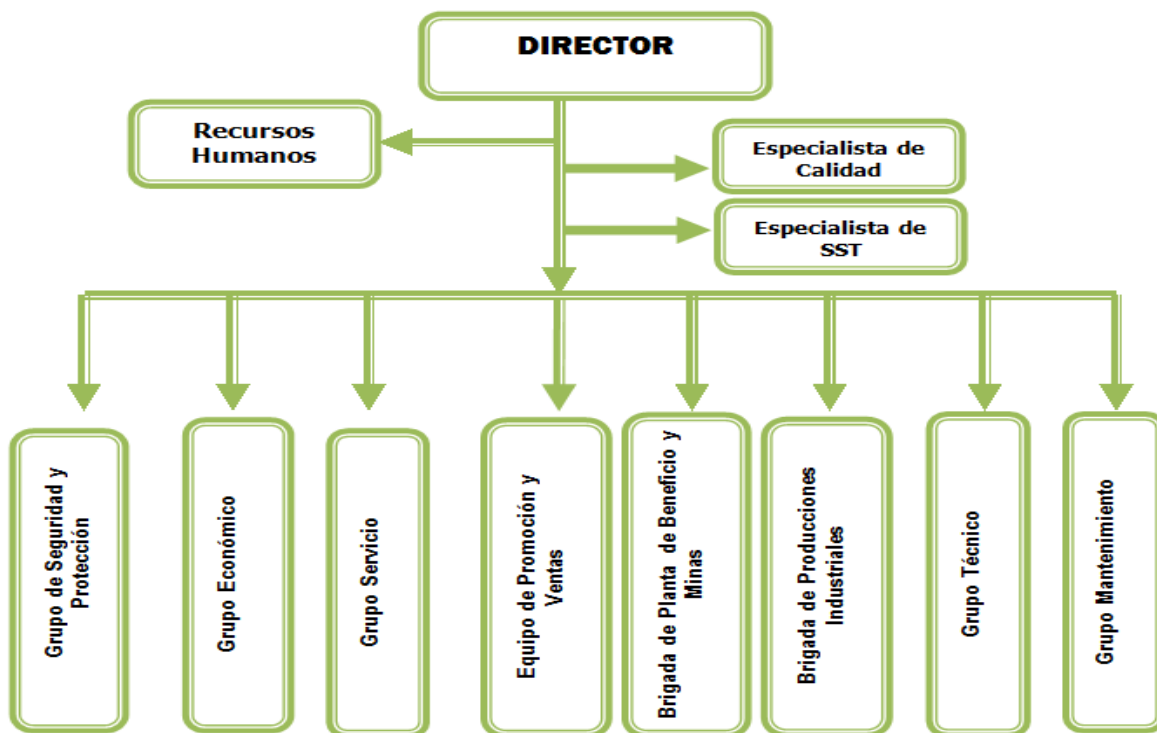 DIRECTOR
Recursos
Humanos
Especialista de
Calidad
Especialista de
SST
Grupo de Seguridad y
Protección
Grupo Económico
Grupo Servicio
Equipo de Promoción y
Ventas
Brigada de Planta de Beneficio y
Minas
Brigada de Producciones
Industriales
Grupo Técnico
Grupo Mantenimiento